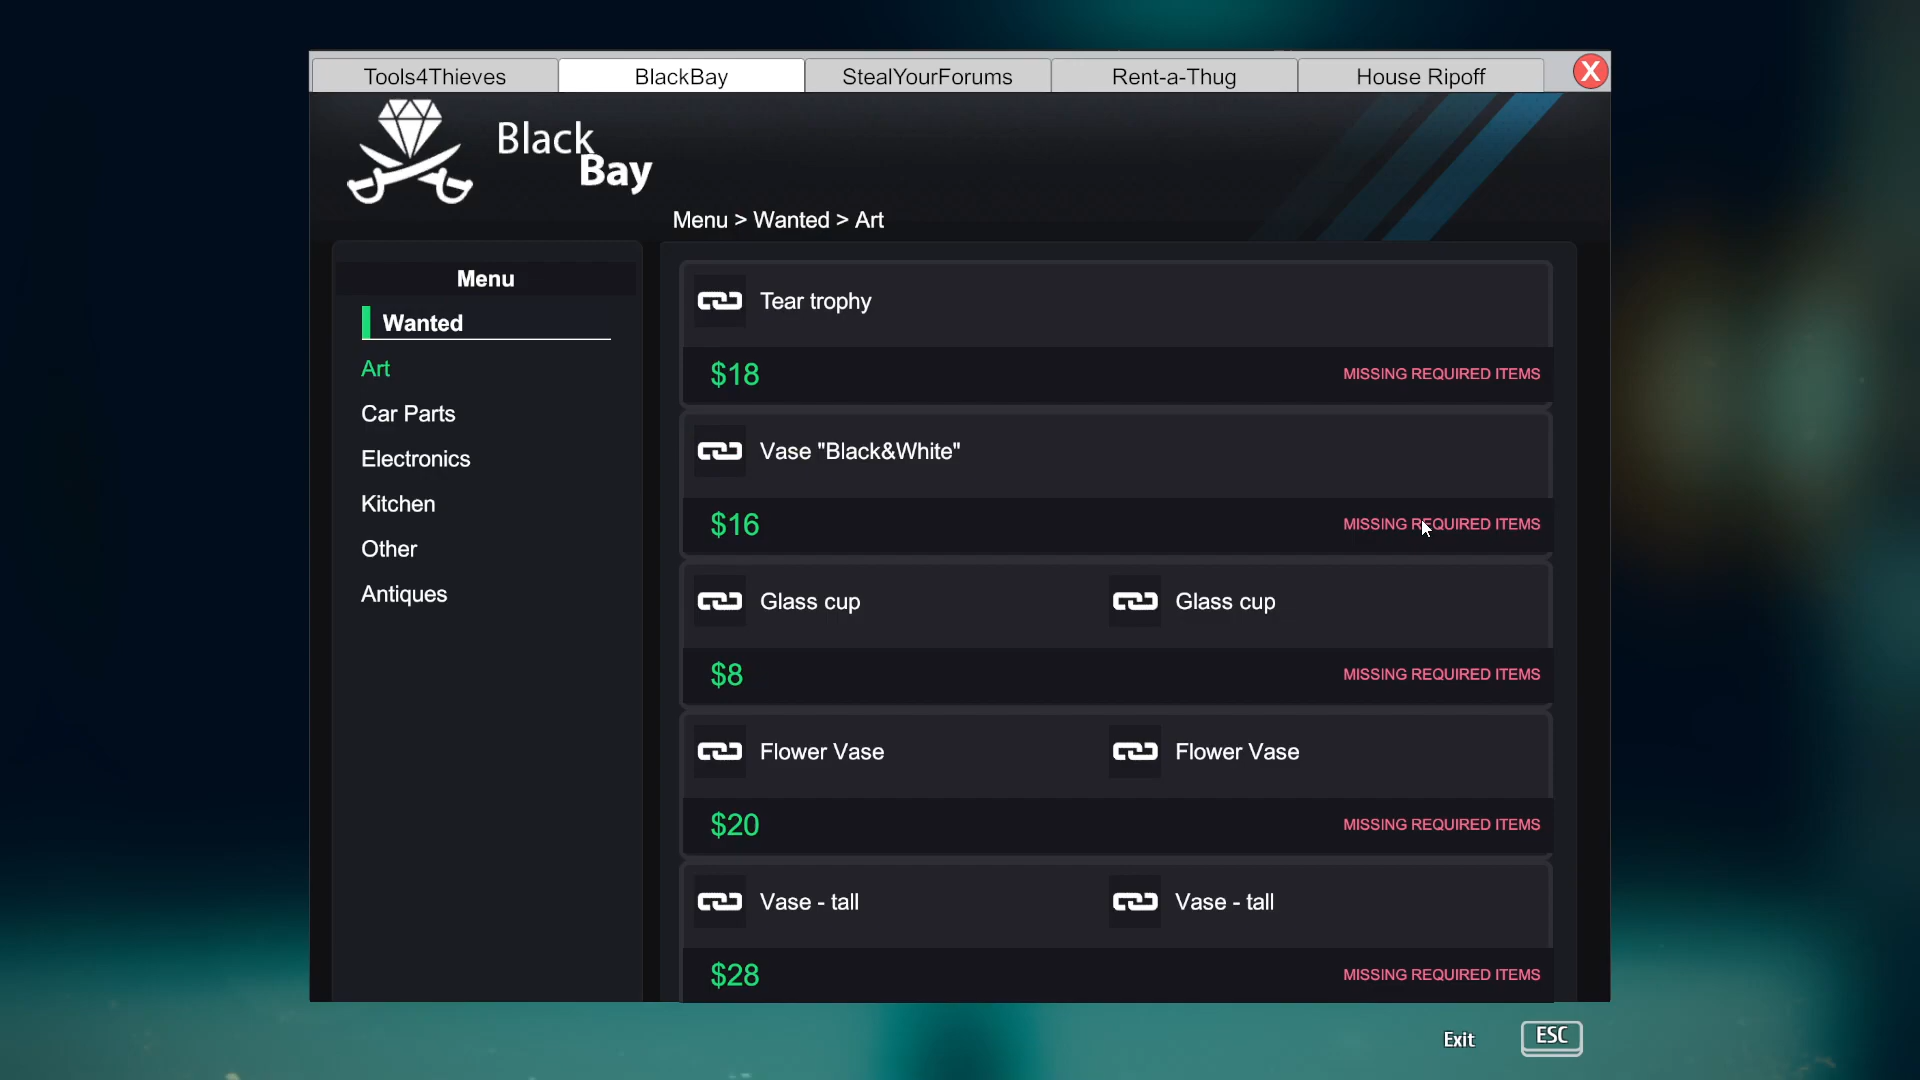 Tools4Thieves
BlackBay
StealYourForums
Rent-a-Thug
House Ripoff
X
Black
Bay
Menu > Wanted > Art
Menu
Wanted
Art
Car Parts
Electronics
Kitchen
Other
Antiques
Tear trophy
$18 MISSING REQUIRED ITEMS
Vase "Black&White"
$16 MISSING REQUIRED ITEMS
Glass cup Glass cup
$8 MISSING REQUIRED ITEMS
Flower Vase Flower Vase
$20 MISSING REQUIRED ITEMS
Vase - tall Vase - tall
$28 MISSING REQUIRED ITEMS
Exit ESC